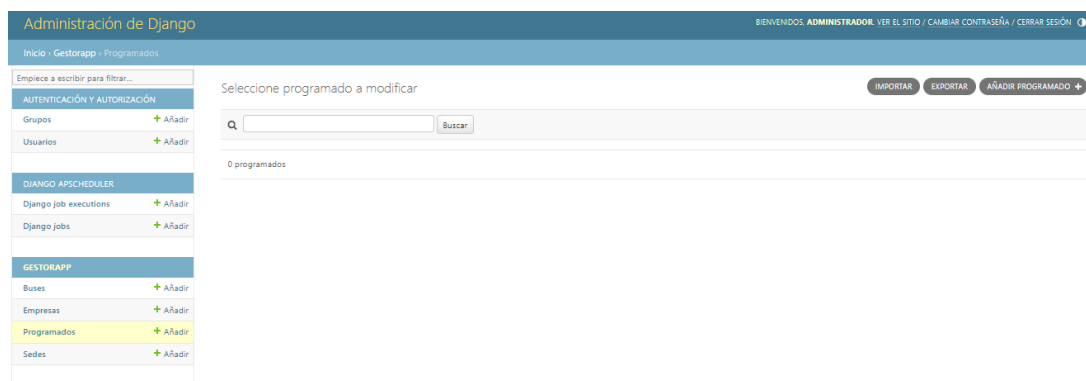 Administración de Django
BIENVENIDOS, ADMINISTRADOR. VER EL SITIO / CAMBIAR CONTRASEÑA / CERRAR SESIÓN
Inicio › Gestorapp › Programados
Empiece a escribir para filtrar...
AUTENTICACIÓN Y AUTORIZACIÓN
Grupos + Añadir
Usuarios + Añadir
DJANGO APSCHEDULER
Django job executions + Añadir
Django jobs + Añadir
GESTORAPP
Buses + Añadir
Empresas + Añadir
Programados + Añadir
Sedes + Añadir
Seleccione programado a modificar
IMPORTAR EXPORTAR AÑADIR PROGRAMADO +
Buscar
0 programados